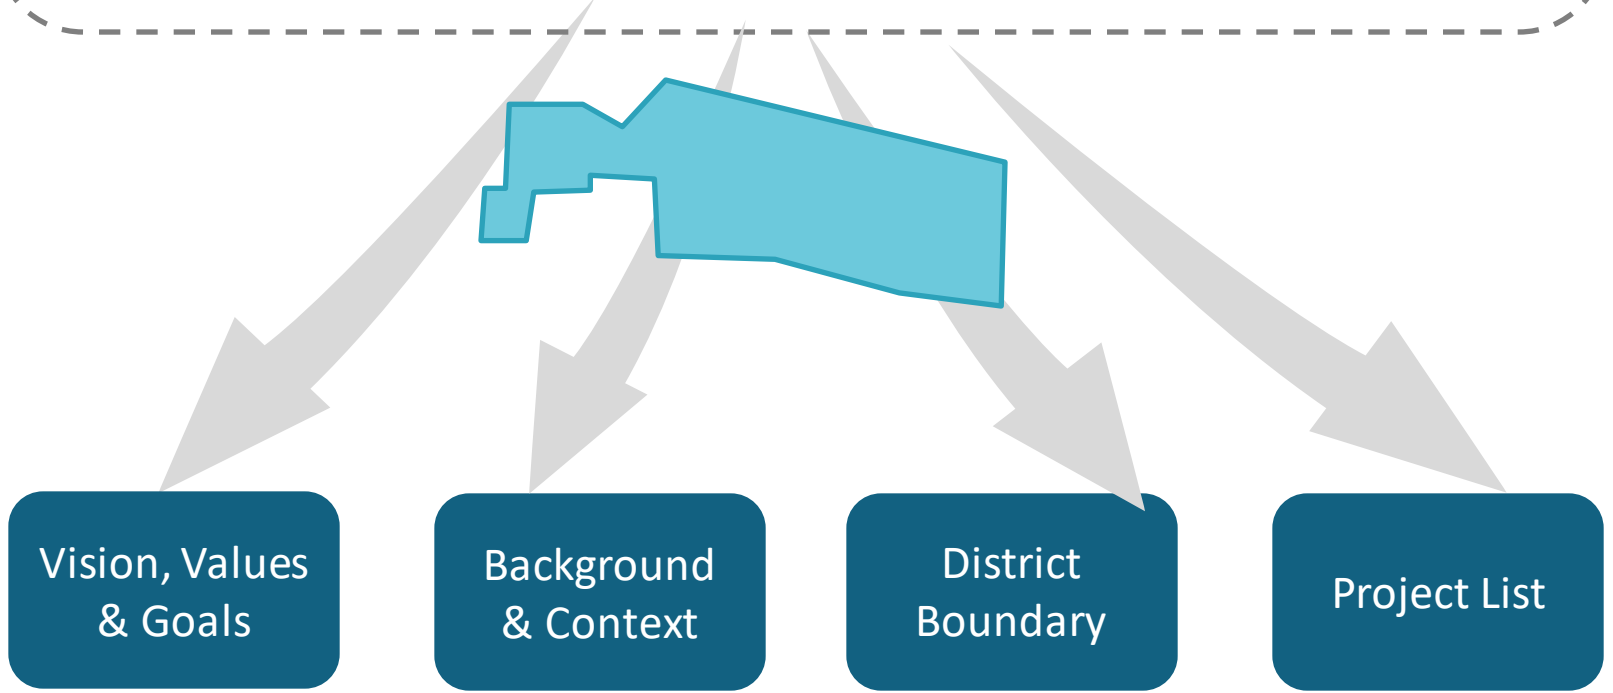 Vision, Values
& Goals
Background
& Context
District
Boundary
Project List